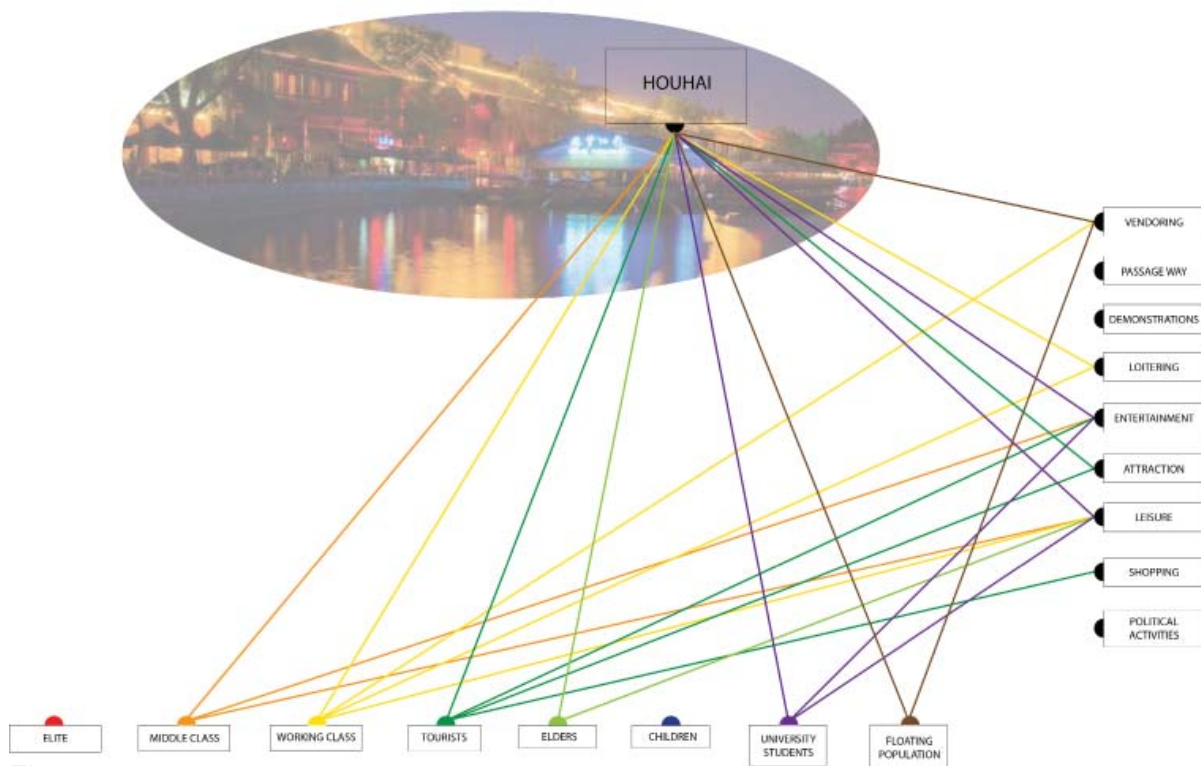 HOUHAI
VENDORING
PASSAGE WAY
DEMONSTRATIONS
LOITERING
ENTERTAINMENT
ATTRACTION
LEISURE
SHOPPING
POLITICAL
ACTIVITIES
ELITE
MIDDLE CLASS
WORKING CLASS
TOURISTS
ELDERS
CHILDREN
UNIVERSITY
STUDENTS
FLOATING
POPULATION